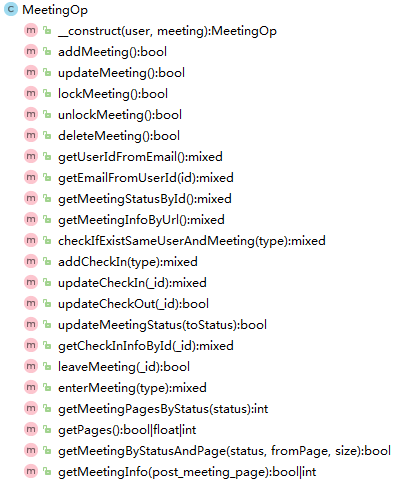 C MeetingOp
m __construct(user, meeting):MeetingOp
m addMeeting():bool
m updateMeeting():bool
m lockMeeting():bool
m unlockMeeting():bool
m deleteMeeting():bool
m getUserIdFromEmail():mixed
m getEmailFromUserId(id):mixed
m getMeetingStatusById():mixed
m getMeetingInfoByUrl():mixed
m checkIfExistSameUserAndMeeting(type):mixed
m addCheckIn(type):mixed
m updateCheckIn(_id):mixed
m updateCheckOut(_id):bool
m updateMeetingStatus(toStatus):bool
m getCheckInInfoById(_id):mixed
m leaveMeeting(_id):bool
m enterMeeting(type):mixed
m getMeetingPagesByStatus(status):int
m getPages():bool|float|int
m getMeetingByStatusAndPage(status, fromPage, size):bool
m getMeetingInfo(post_meeting_page):bool|int